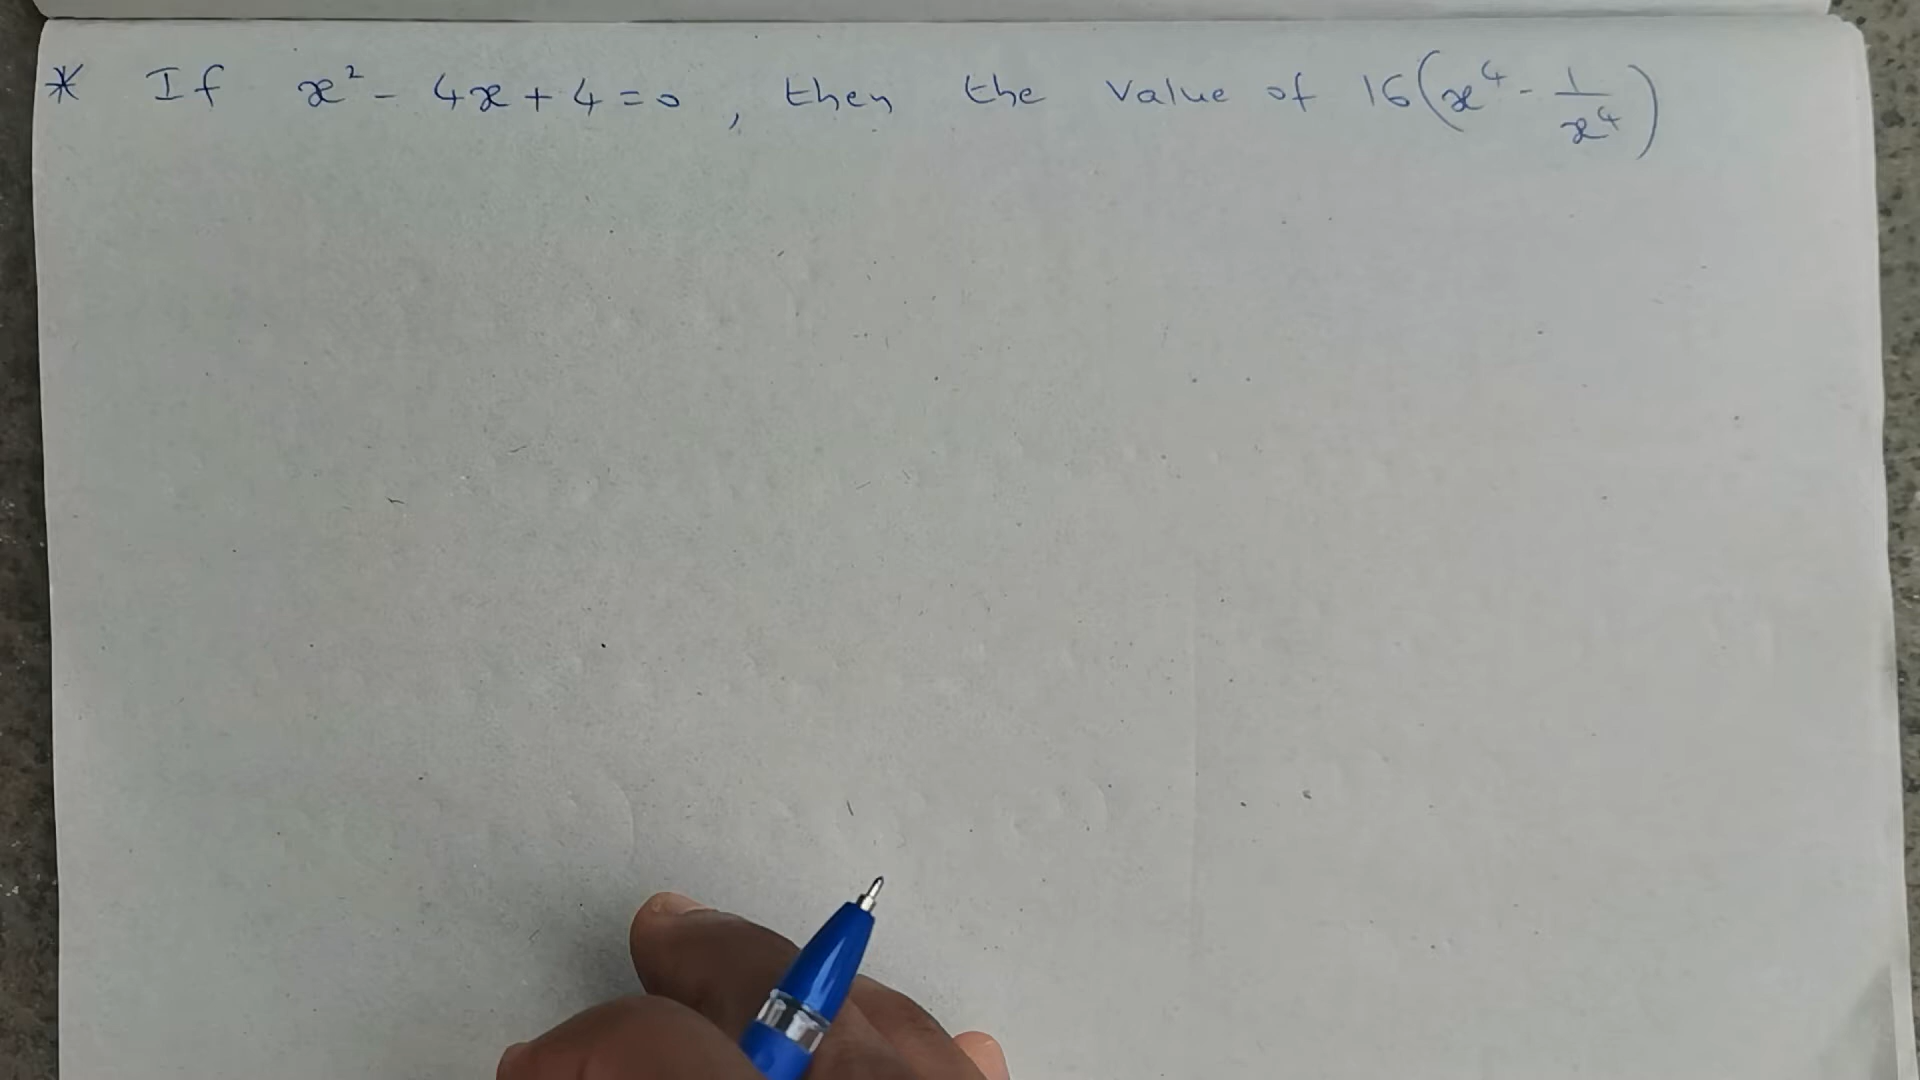 * If x² - 4x + 4 = 0, then the value of 16(x⁴ - 1/x⁴)